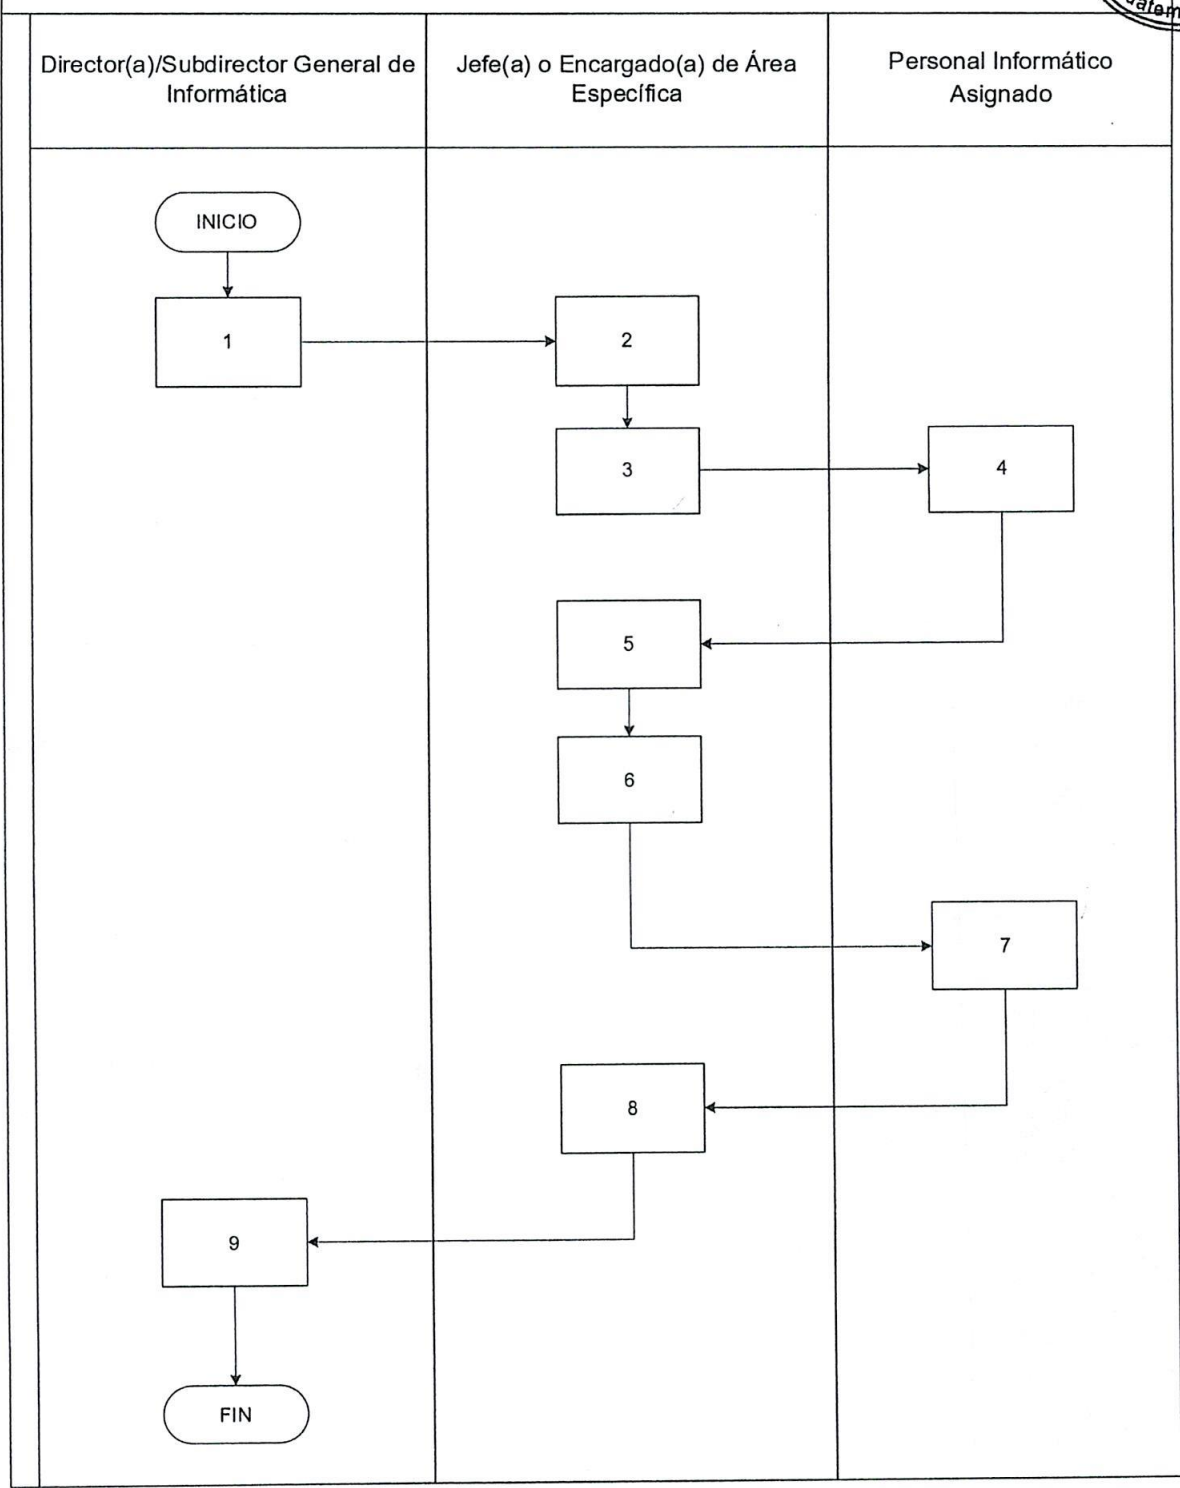 Director(a)/Subdirector General de
Informática
Jefe(a) o Encargado(a) de Área
Específica
Personal Informático
Asignado
INICIO
1
2
3
4
5
6
7
8
9
FIN